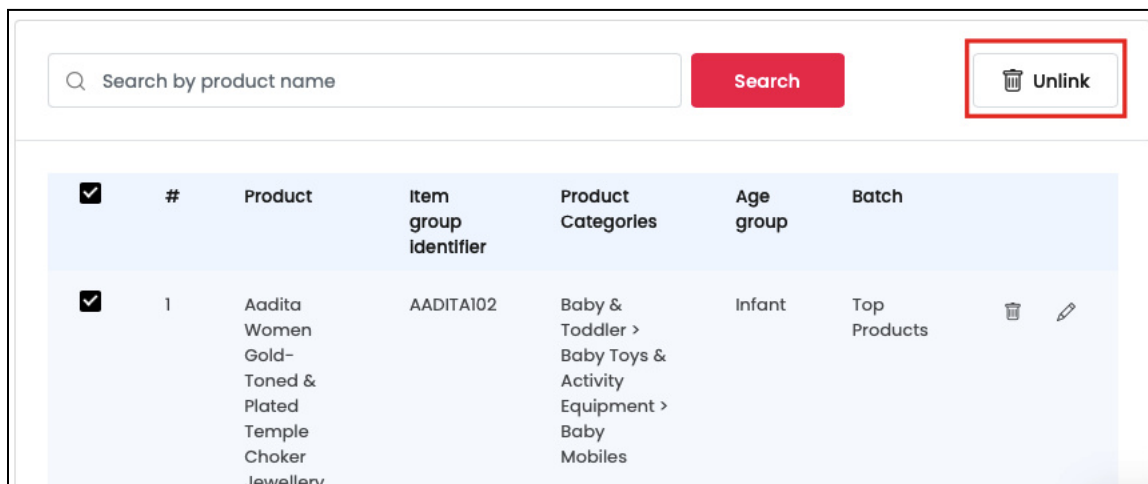 Search by product name
Search
Unlink
# Product Item group identifier Product Categories Age group Batch
1 Aadita Women Gold-Toned & Plated Temple Choker Jewellery AADITA102 Baby & Toddler > Baby Toys & Activity Equipment > Baby Mobiles Infant Top Products